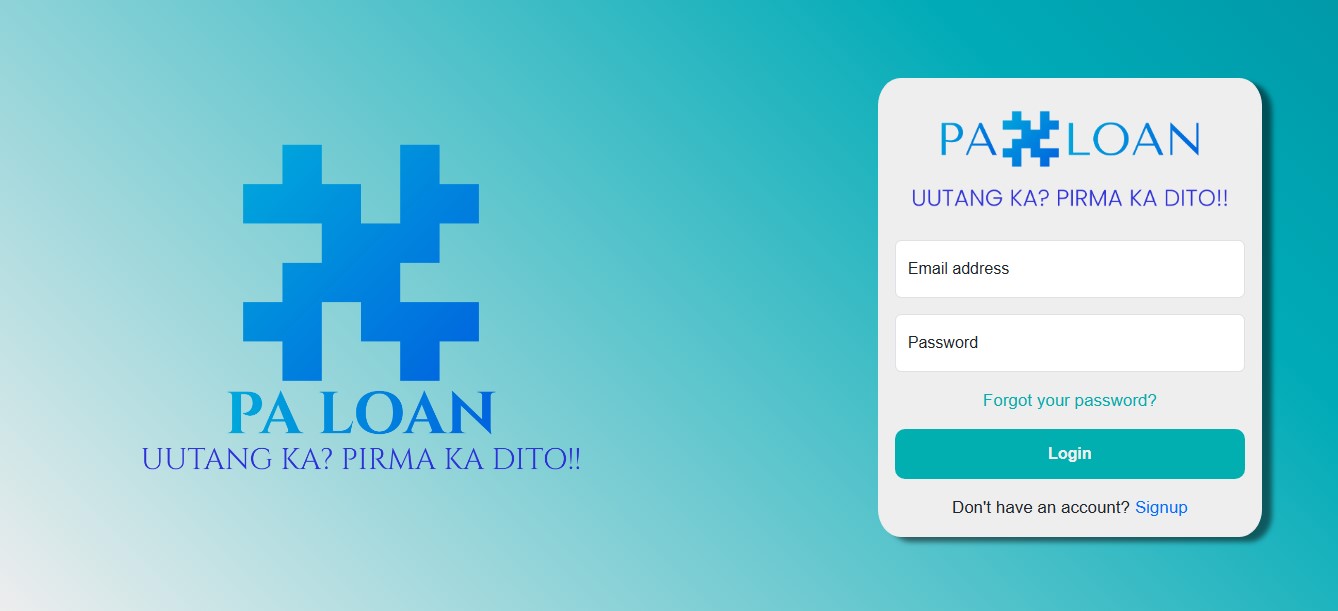 PA LOAN
UUTANG KA? PIRMA KA DITO!!
PA LOAN
UUTANG KA? PIRMA KA DITO!!
Email address
Password
Forgot your password?
Login
Don't have an account? Signup